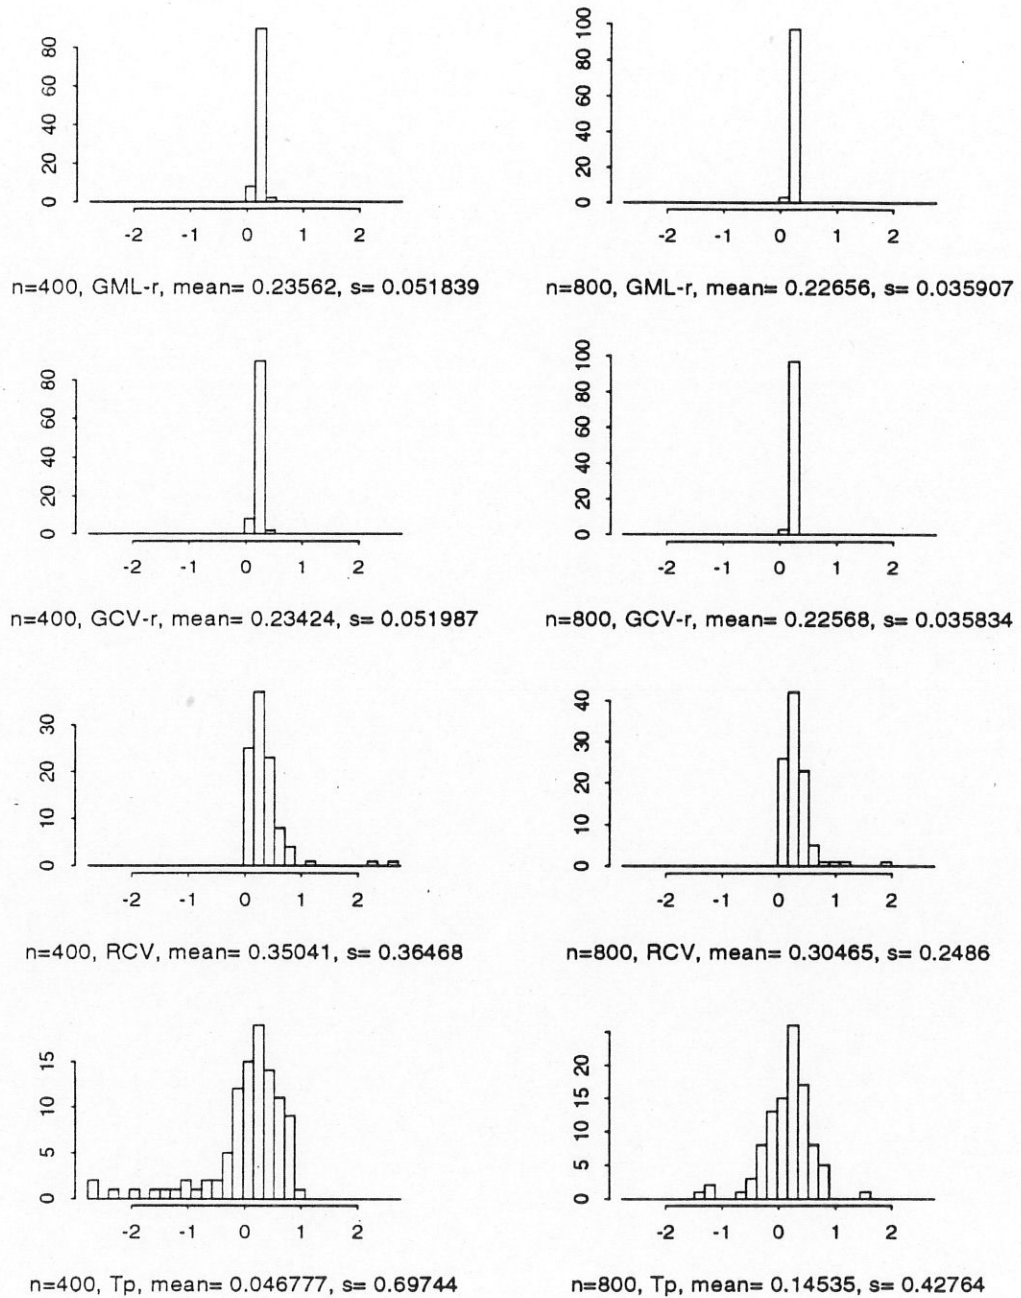 80
60
40
20
0
-2 -1 0 1 2
n=400, GML-r, mean= 0.23562, s= 0.051839
100
80
60
40
20
0
-2 -1 0 1 2
n=800, GML-r, mean= 0.22656, s= 0.035907
80
60
40
20
0
-2 -1 0 1 2
n=400, GCV-r, mean= 0.23424, s= 0.051987
100
80
60
40
20
0
-2 -1 0 1 2
n=800, GCV-r, mean= 0.22568, s= 0.035834
30
20
10
0
-2 -1 0 1 2
n=400, RCV, mean= 0.35041, s= 0.36468
40
30
20
10
0
-2 -1 0 1 2
n=800, RCV, mean= 0.30465, s= 0.2486
15
10
5
0
-2 -1 0 1 2
n=400, Tp, mean= 0.046777, s= 0.69744
20
15
10
5
0
-2 -1 0 1 2
n=800, Tp, mean= 0.14535, s= 0.42764